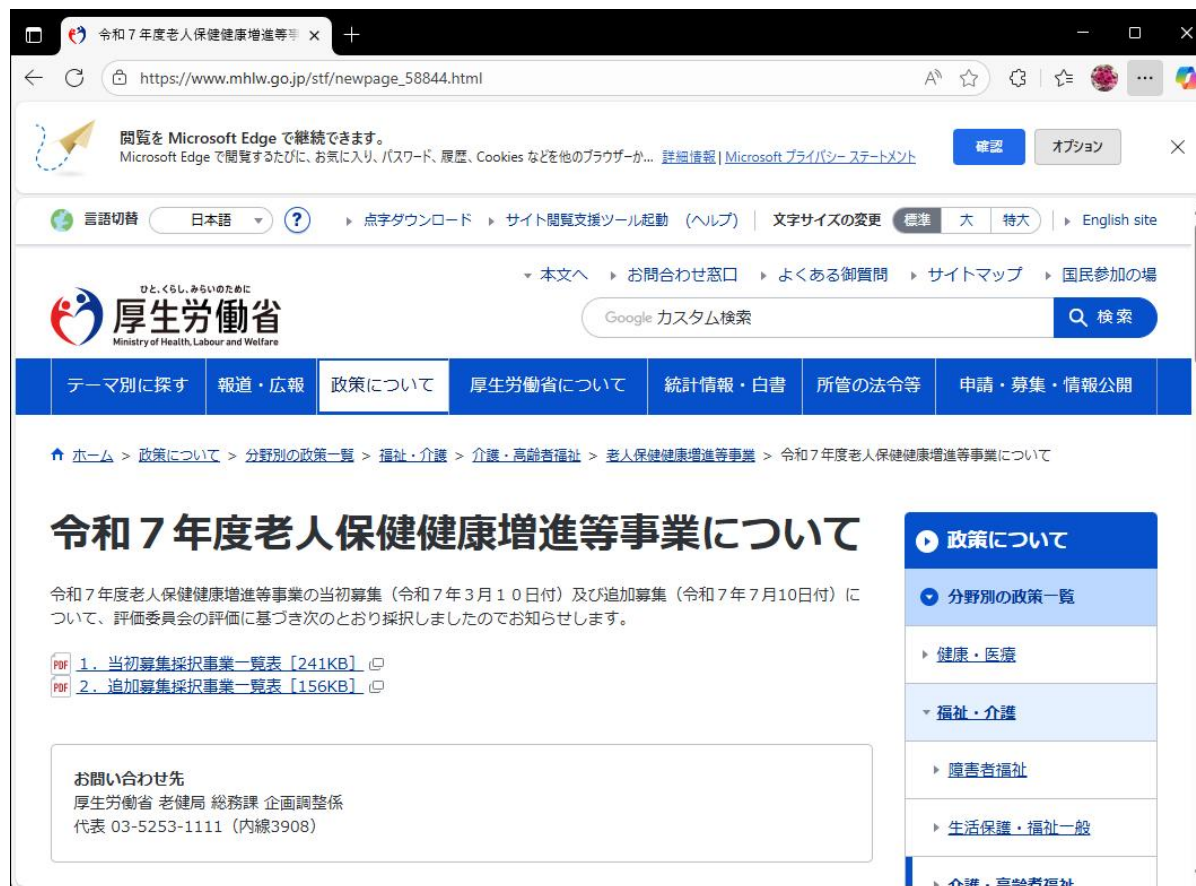 令和７年度老人保健健康増進等事
https://www.mhlw.go.jp/stf/newpage_58844.html
閲覧を Microsoft Edge で継続できます。
Microsoft Edge で閲覧するたびに、お気に入り、パスワード、履歴、Cookies などを他のブラウザーか... 詳細情報 | Microsoft プライバシー ステートメント
確認
オプション
言語切替 日本語 ? 点字ダウンロード サイト閲覧支援ツール起動 (ヘルプ) 文字サイズの変更 標準 大 特大 English site
本文へ お問合わせ窓口 よくある御質問 サイトマップ 国民参加の場
ひと、くらし、みらいのために
厚生労働省
Ministry of Health, Labour and Welfare
Google カスタム検索 検索
テーマ別に探す 報道・広報 政策について 厚生労働省について 統計情報・白書 所管の法令等 申請・募集・情報公開
ホーム > 政策について > 分野別の政策一覧 > 福祉・介護 > 介護・高齢者福祉 > 老人保健健康増進等事業 > 令和７年度老人保健健康増進等事業について
令和７年度老人保健健康増進等事業について
令和７年度老人保健健康増進等事業の当初募集（令和７年３月１０日付）及び追加募集（令和７年７月10日付）に
ついて、評価委員会の評価に基づき次のとおり採択しましたのでお知らせします。
PDF １．当初募集採択事業一覧表［241KB］
PDF ２．追加募集採択事業一覧表［156KB］
お問い合わせ先
厚生労働省 老健局 総務課 企画調整係
代表 03-5253-1111（内線3908）
政策について
分野別の政策一覧
健康・医療
福祉・介護
障害者福祉
生活保護・福祉一般
介護・高齢者福祉